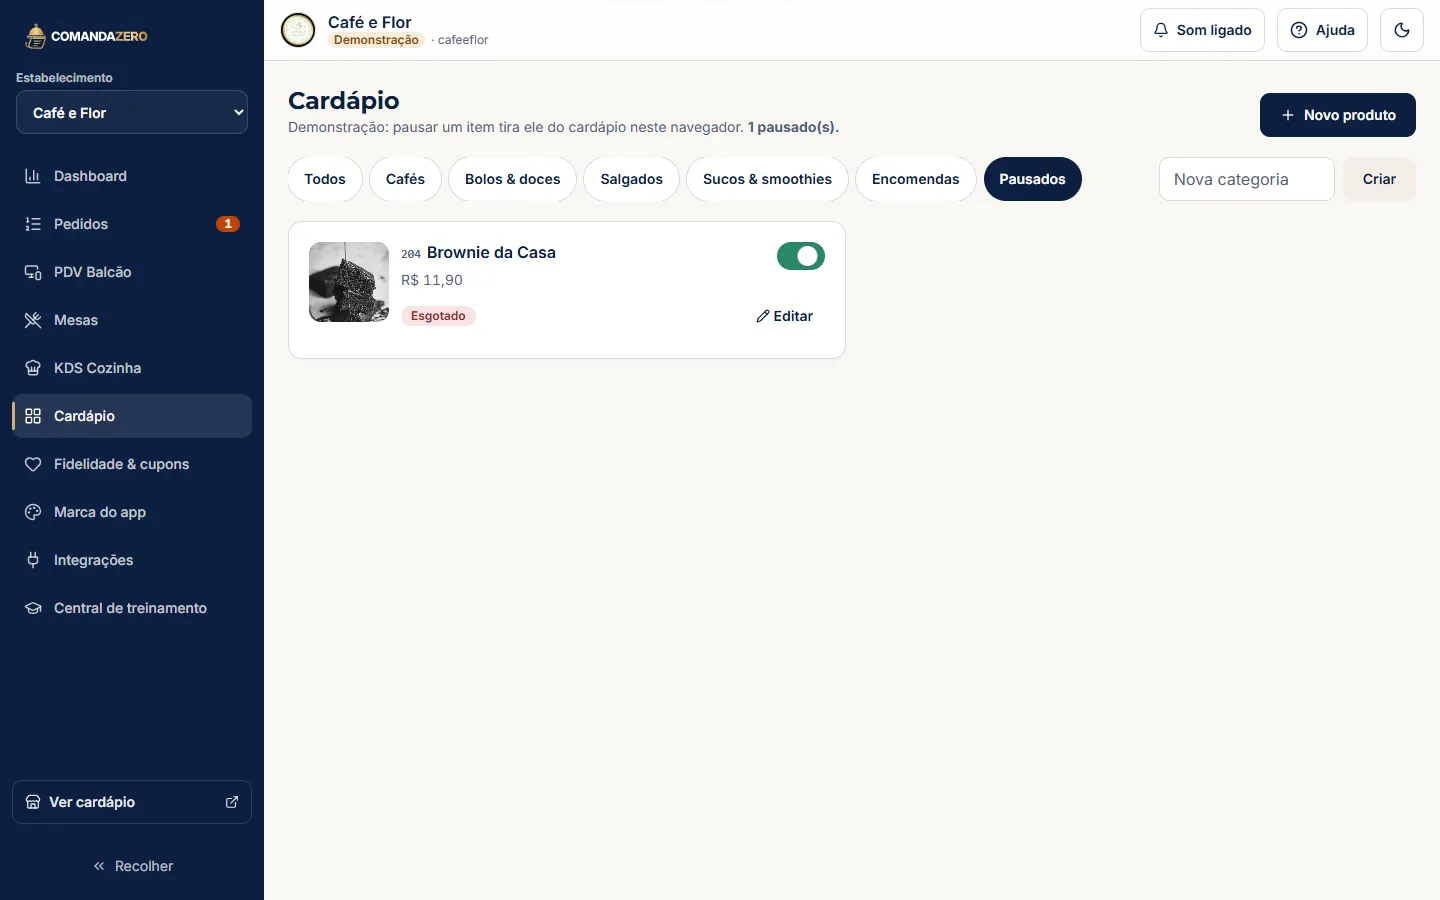 COMANDAZERO
Estabelecimento
Café e Flor
Dashboard
Pedidos 1
PDV Balcão
Mesas
KDS Cozinha
Cardápio
Fidelidade & cupons
Marca do app
Integrações
Central de treinamento
Ver cardápio
Recolher
Café e Flor
Demonstração · cafeeflor
Som ligado
Ajuda
Cardápio
Demonstração: pausar um item tira ele do cardápio neste navegador. 1 pausado(s).
Novo produto
Todos Cafés Bolos & doces Salgados Sucos & smoothies Encomendas Pausados
Nova categoria Criar
204 Brownie da Casa
R$ 11,90
Esgotado
Editar